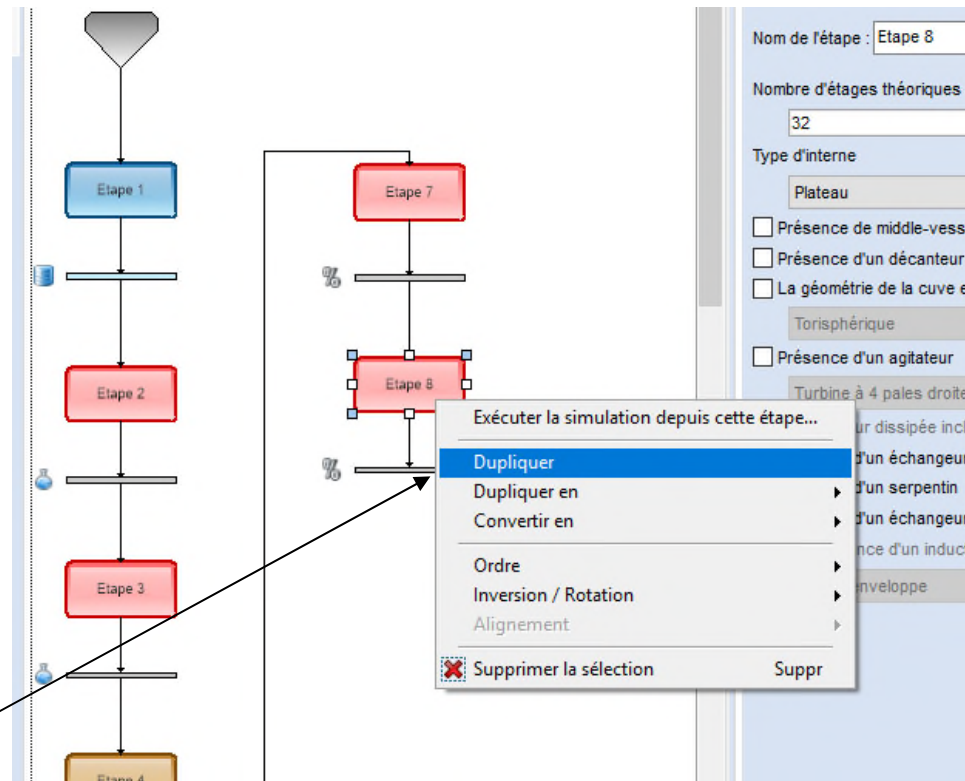 Etape 1
Etape 2
Etape 3
Etape 4
%
Etape 7
%
Etape 8
Exécuter la simulation depuis cette étape...
Dupliquer
Dupliquer en
Convertir en
Ordre
Inversion / Rotation
Alignement
Supprimer la sélection Suppr
Nom de l'étape : Etape 8
Nombre d'étages théoriques
32
Type d'interne
Plateau
Présence de middle-vess
Présence d'un décanteur
La géométrie de la cuve e
Torisphérique
Présence d'un agitateur
Turbine à 4 pales droite
ur dissipée incl
d'un échangeur
d'un serpentin
d'un échangeur
nce d'un induc
enveloppe